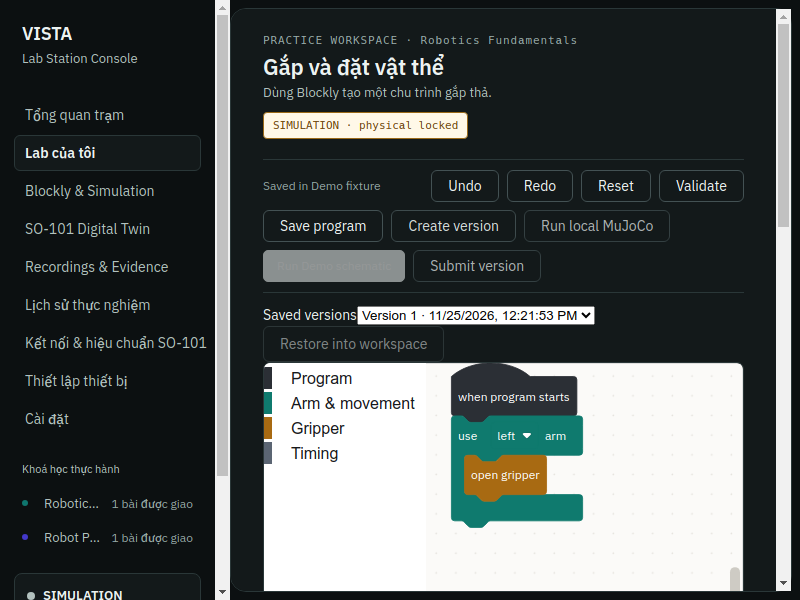 VISTA
Lab Station Console
Tổng quan trạm
Lab của tôi
Blockly & Simulation
SO-101 Digital Twin
Recordings & Evidence
Lịch sử thực nghiệm
Kết nối & hiệu chuẩn SO-101
Thiết lập thiết bị
Cài đặt
Khoá học thực hành
Robotic... 1 bài được giao
Robot P... 1 bài được giao
SIMULATION
PRACTICE WORKSPACE · Robotics Fundamentals
Gắp và đặt vật thể
Dùng Blockly tạo một chu trình gắp thả.
SIMULATION · physical locked
Saved in Demo fixture
Undo
Redo
Reset
Validate
Save program
Create version
Run local MuJoCo
Submit version
Saved versions Version 1 · 11/25/2026, 12:21:53 PM
Restore into workspace
Program
Arm & movement
Gripper
Timing
when program starts
use left arm
open gripper